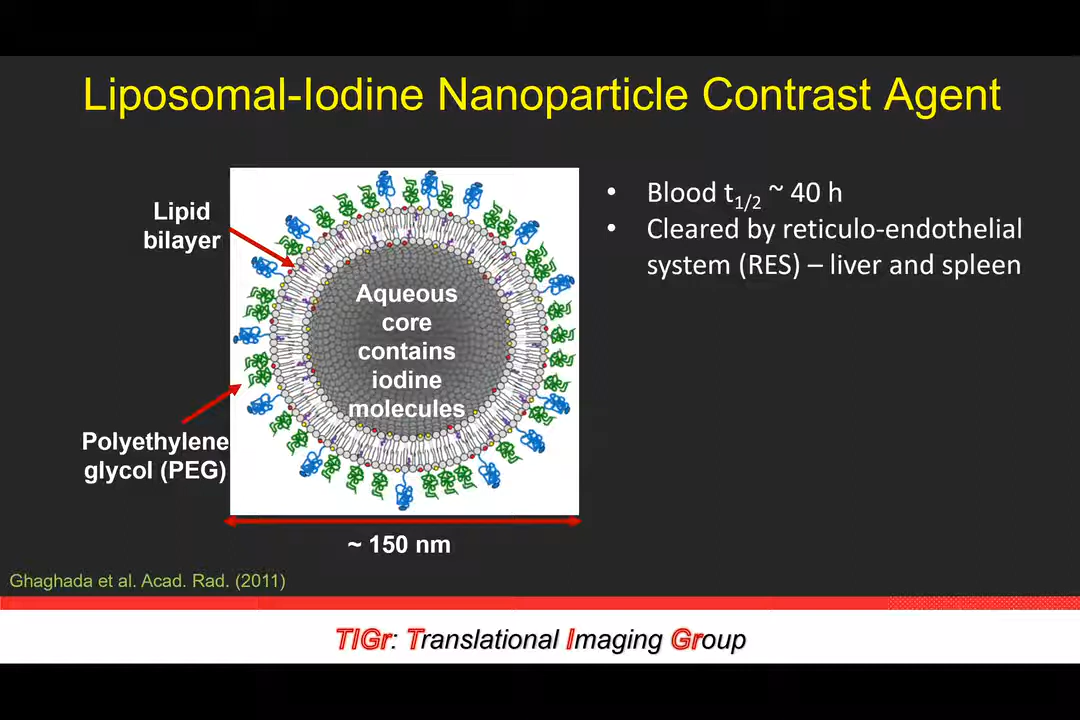 Liposomal-Iodine Nanoparticle Contrast Agent
Lipid
bilayer
Aqueous
core
contains
iodine
molecules
Polyethylene
glycol (PEG)
~ 150 nm
• Blood t1/2 ~ 40 h
• Cleared by reticulo-endothelial
system (RES) – liver and spleen
Ghaghada et al. Acad. Rad. (2011)
TIGr: Translational Imaging Group